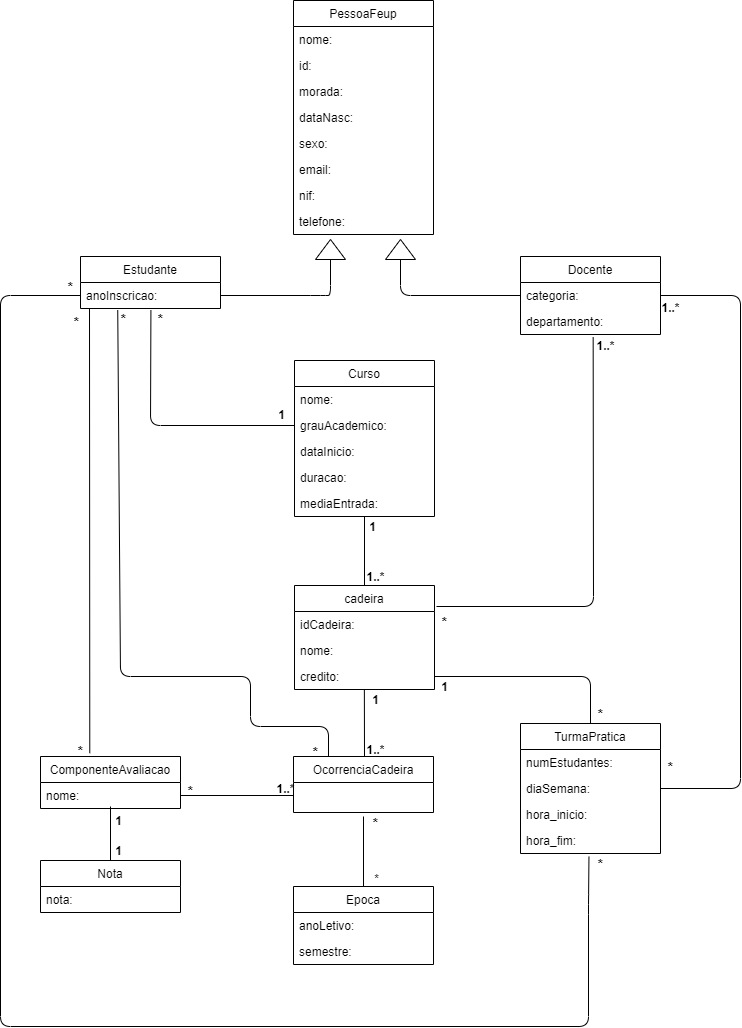 PessoaFeup
nome:
id:
morada:
dataNasc:
sexo:
email:
nif:
telefone:
Estudante
anoInscricao:
Docente
categoria:
departamento:
*
*
*
*
1..*
1..*
Curso
nome:
grauAcademico
dataInicio:
duracao:
mediaEntrada:
1
1
1..*
cadeira
idCadeira:
nome:
credito:
*
1
1
*
1..*
*
*
TurmaPratica
numEstudantes:
diaSemana:
hora_inicio:
hora_fim:
*
*
ComponenteAvaliacao
nome:
*
1..*
OcorrenciaCadeira
1
1
*
*
Nota
nota:
Epoca
anoLetivo:
semestre: